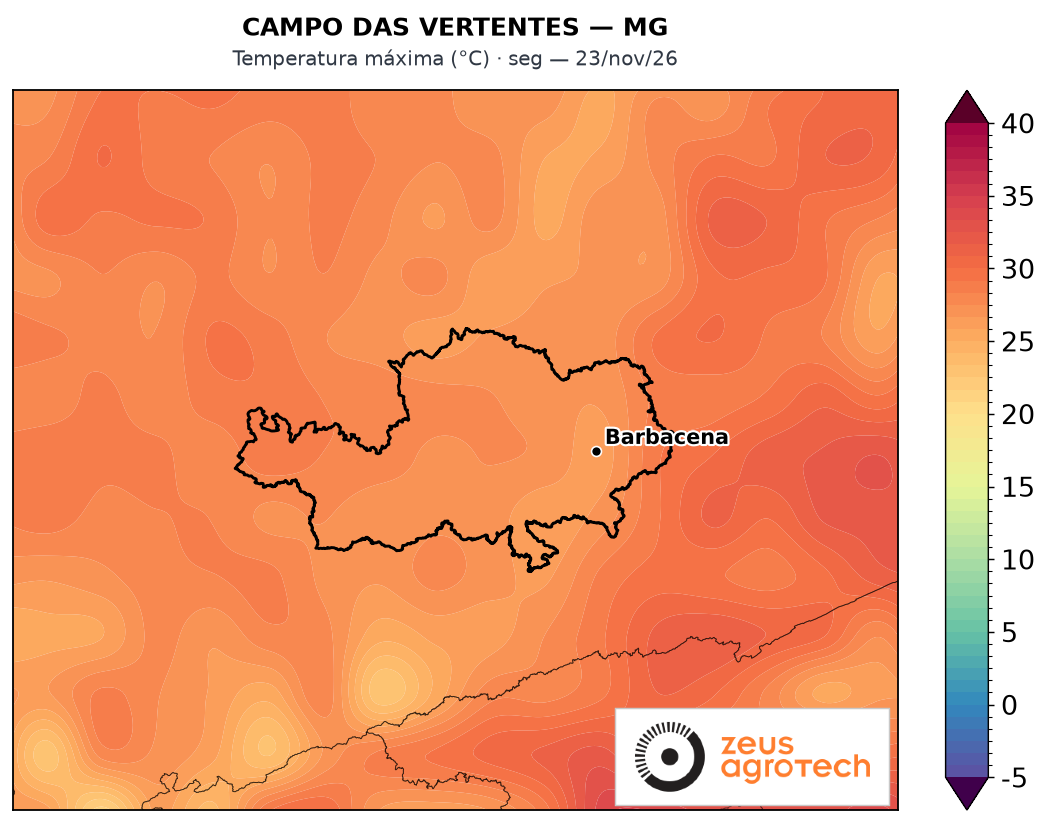 CAMPO DAS VERTENTES — MG
Temperatura máxima (°C) · seg — 23/nov/26
40
35
30
25
20
15
10
5
0
-5
Barbacena
zeus
agrotech